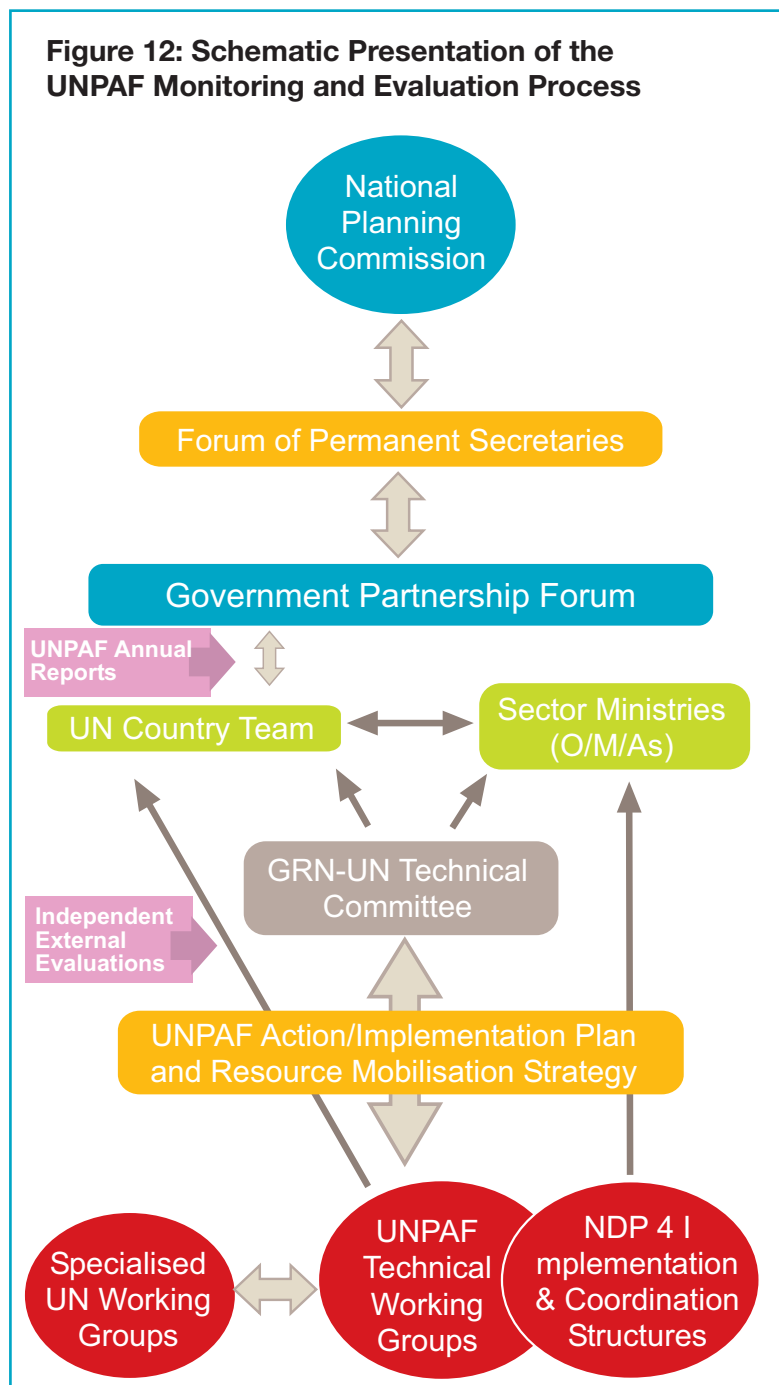 Figure 12: Schematic Presentation of the
UNPAF Monitoring and Evaluation Process
National
Planning
Commission
Forum of Permanent Secretaries
Government Partnership Forum
UNPAF Annual
Reports
UN Country Team
Sector Ministries
(O/M/As)
GRN-UN Technical
Committee
Independent
External
Evaluations
UNPAF Action/Implementation Plan
and Resource Mobilisation Strategy
Specialised
UN Working
Groups
UNPAF
Technical
Working
Groups
NDP 4 I
mplementation
& Coordination
Structures